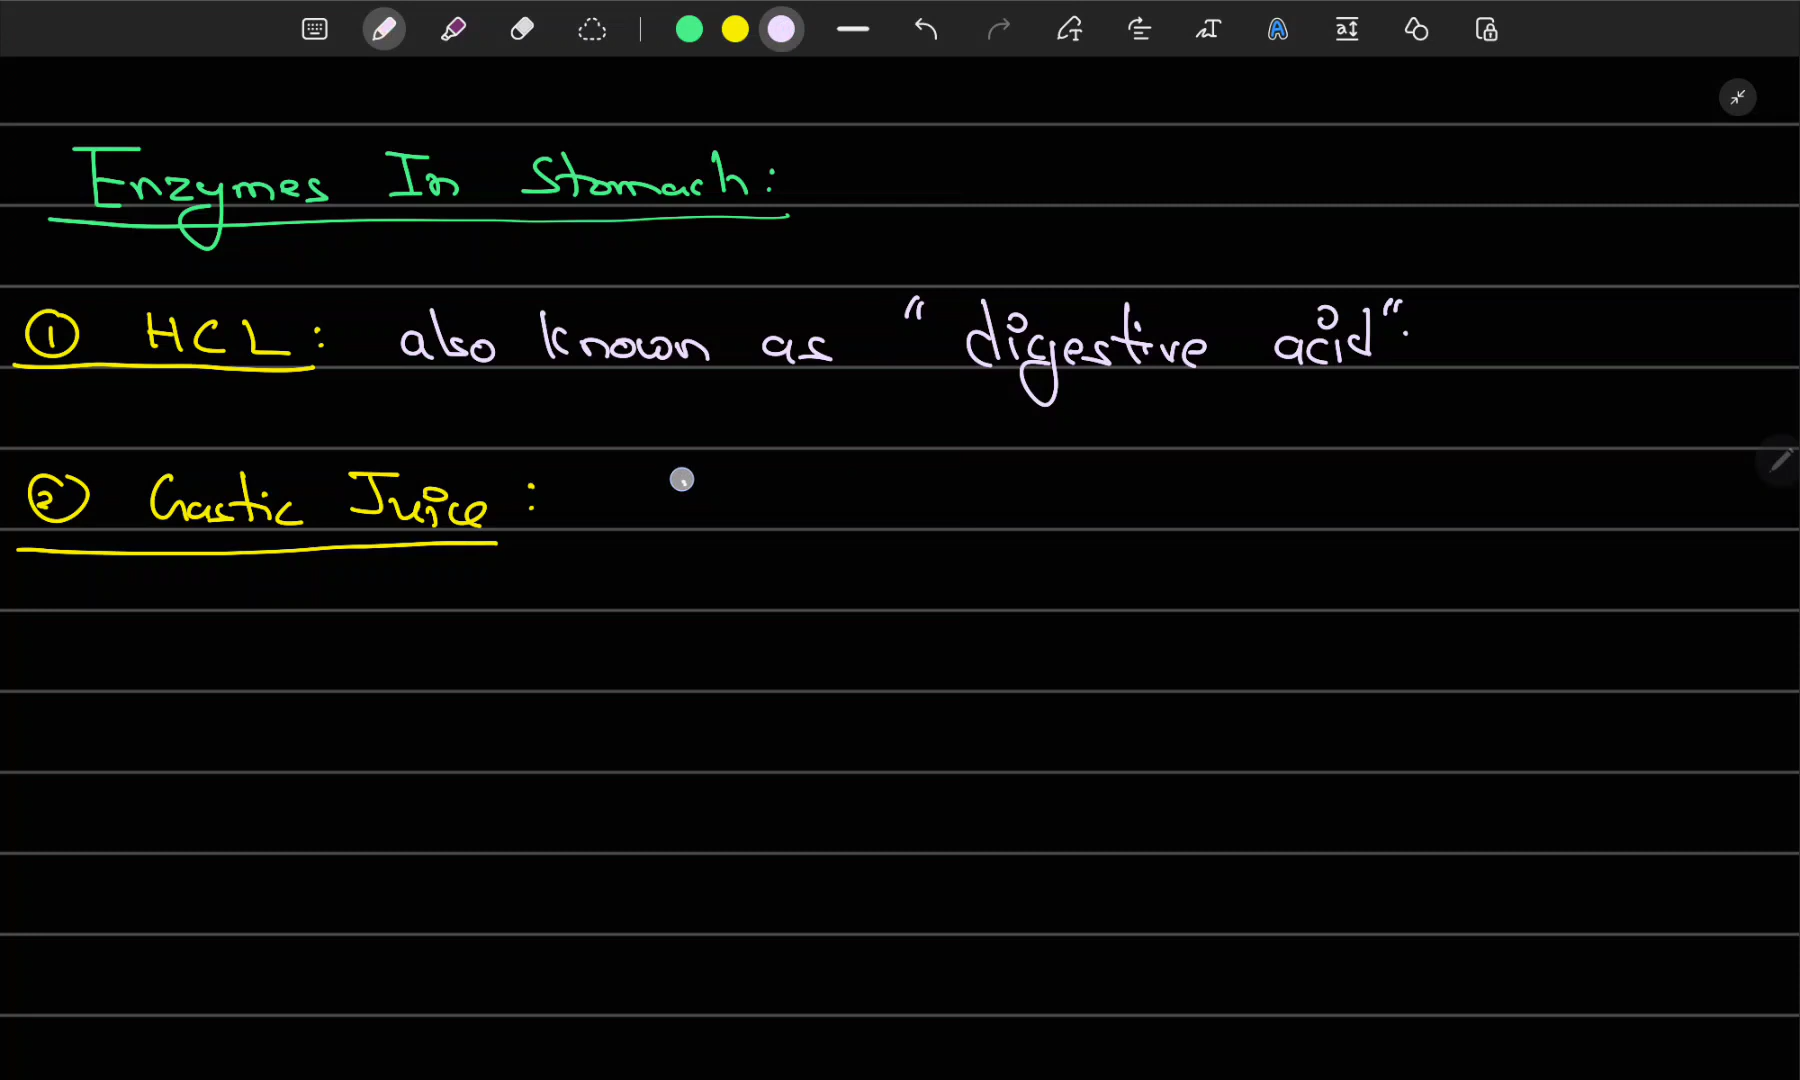 Enzymes In Stomach:
① HCL: also known as "digestive acid".
② Gastic Juice: